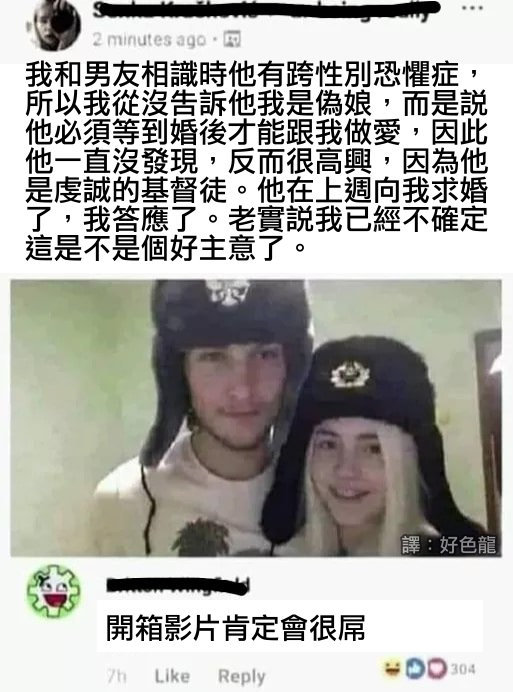 2 minutes ago
我和男友相識時他有跨性別恐懼症，
所以我從沒告訴他我是偽娘，而是說
他必須等到婚後才能跟我做愛，因此
他一直沒發現，反而很高興，因為他
是虔誠的基督徒。他在上週向我求婚
了，我答應了。老實說我已經不確定
這是不是個好主意了。
譯：好色龍
開箱影片肯定會很屌
7h Like Reply 304